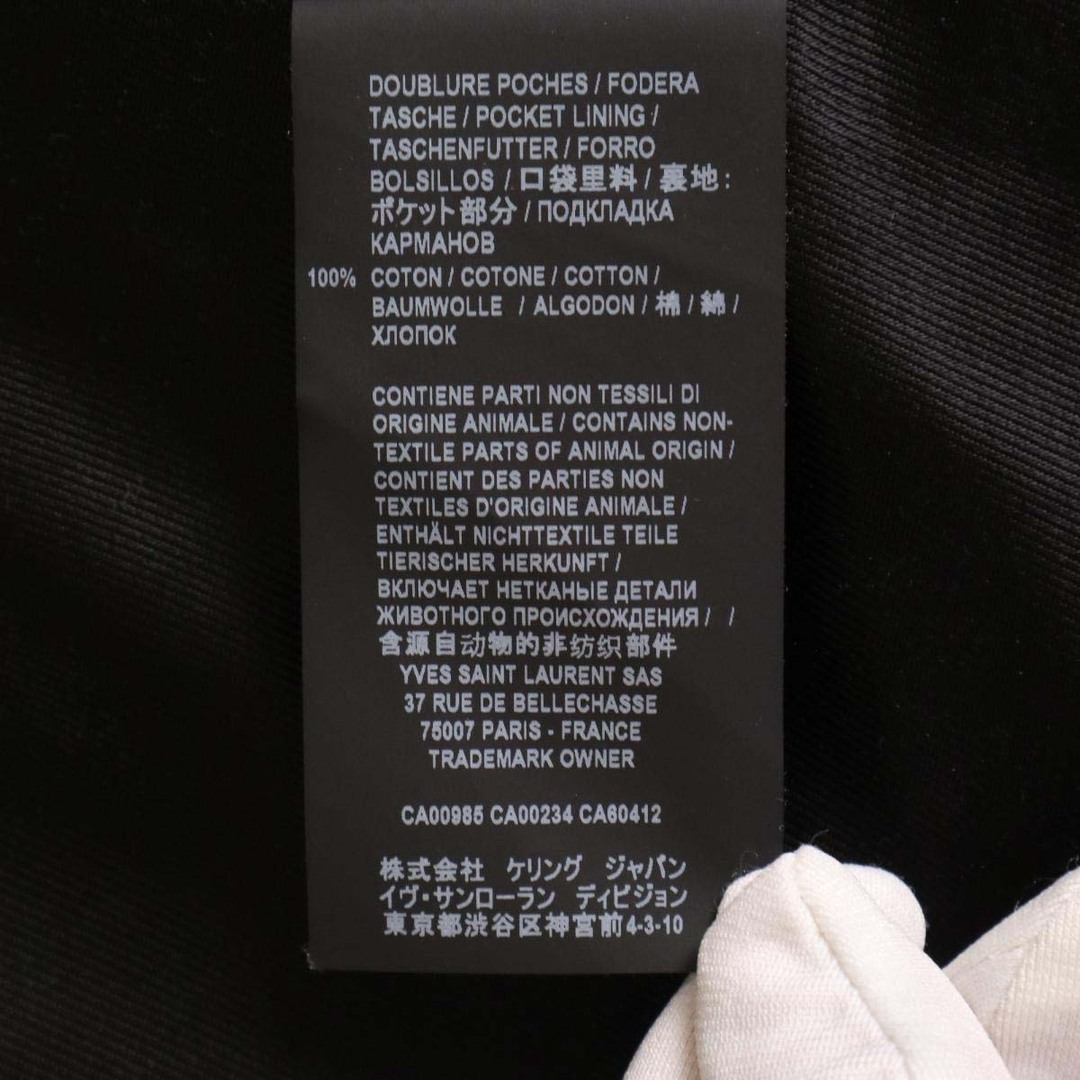 DOUBLURE POCHES / FODERA
TASCHE / POCKET LINING /
TASCHENFUTTER / FORRO
BOLSILLOS / 口袋里料 / 裏地:
ポケット部分 / ПОДКЛАДКА
КАРМАНОВ
100% COTON / COTONE / COTTON /
BAUMWOLLE / ALGODON / 棉 / 綿 /
ХЛОПОК
CONTIENE PARTI NON TESSILI DI
ORIGINE ANIMALE / CONTAINS NON-
TEXTILE PARTS OF ANIMAL ORIGIN /
CONTIENT DES PARTIES NON
TEXTILES D'ORIGINE ANIMALE /
ENTHÄLT NICHTTEXTILE TEILE
TIERISCHER HERKUNFT /
ВКЛЮЧАЕТ НЕТКАНЫЕ ДЕТАЛИ
ЖИВОТНОГО ПРОИСХОЖДЕНИЯ / /
含源自动物的非纺织部件
YVES SAINT LAURENT SAS
37 RUE DE BELLECHASSE
75007 PARIS - FRANCE
TRADEMARK OWNER
CA00985 CA00234 CA60412
株式会社 ケリング ジャパン
イヴ・サンローラン ディビジョン
東京都渋谷区神宮前4-3-10